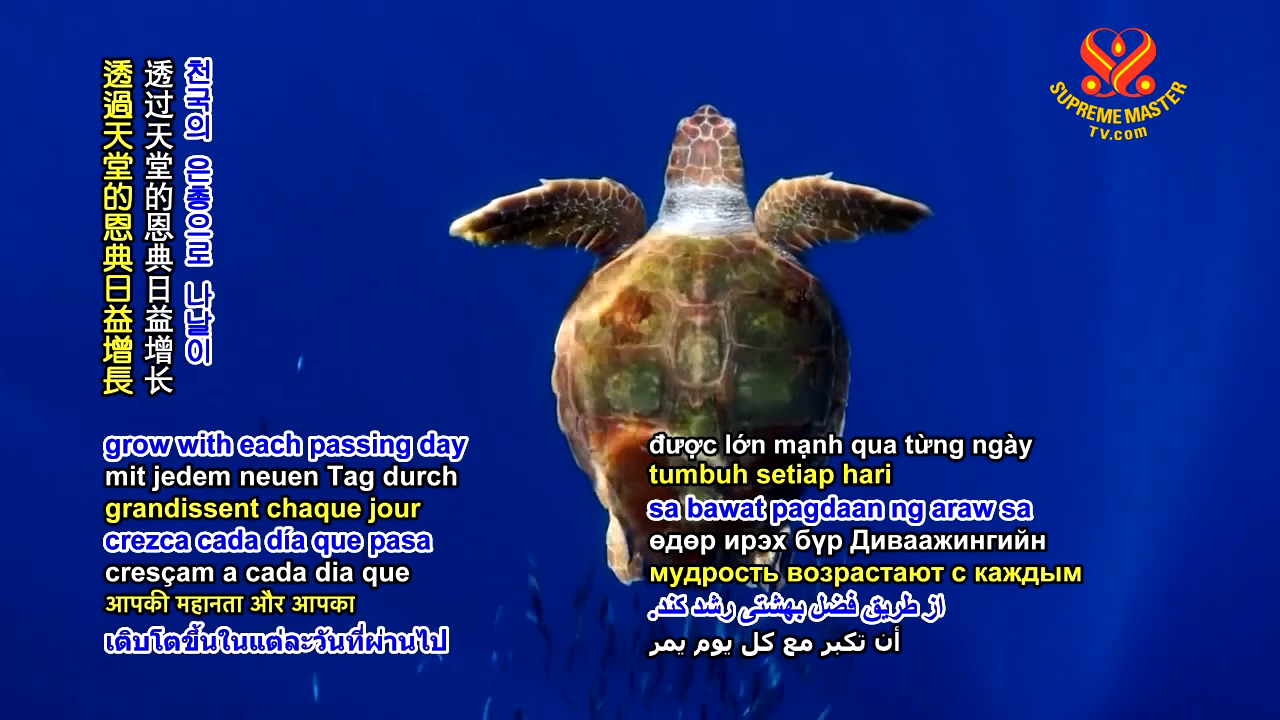 透過天堂的恩典日益增長
透过天堂的恩典日益增长
천국의 은총으로 나날이
SUPREME MASTER
TV.com
grow with each passing day
mit jedem neuen Tag durch
grandissent chaque jour
crezca cada día que pasa
cresçam a cada dia que
आपकी महानता और आपका
เติบโตขึ้นในแต่ละวันที่ผ่านไป
được lớn mạnh qua từng ngày
tumbuh setiap hari
sa bawat pagdaan ng araw sa
өдөр ирэх бүр Диваажингийн
мудрость возрастают с каждым
از طریق فضل بهشتی رشد کند.
أن تكبر مع كل يوم يمر